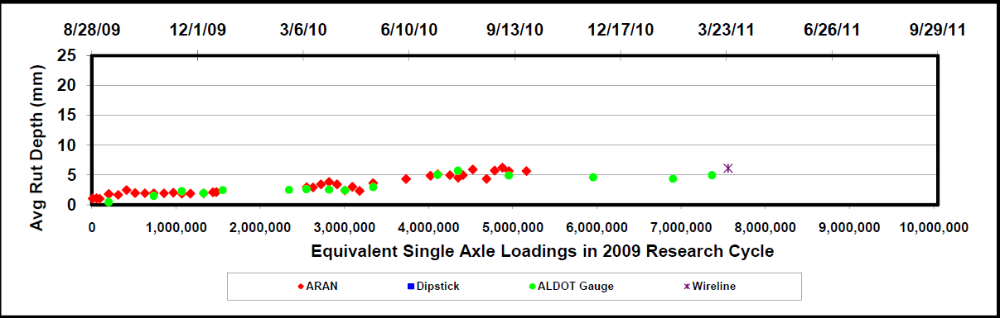 8/28/09 12/1/09 3/6/10 6/10/10 9/13/10 12/17/10 3/23/11 6/26/11 9/29/11
25
20
15
10
5
0
Avg Rut Depth (mm)
0 1,000,000 2,000,000 3,000,000 4,000,000 5,000,000 6,000,000 7,000,000 8,000,000 9,000,000 10,000,000
Equivalent Single Axle Loadings in 2009 Research Cycle
ARAN Dipstick ALDOT Gauge Wireline